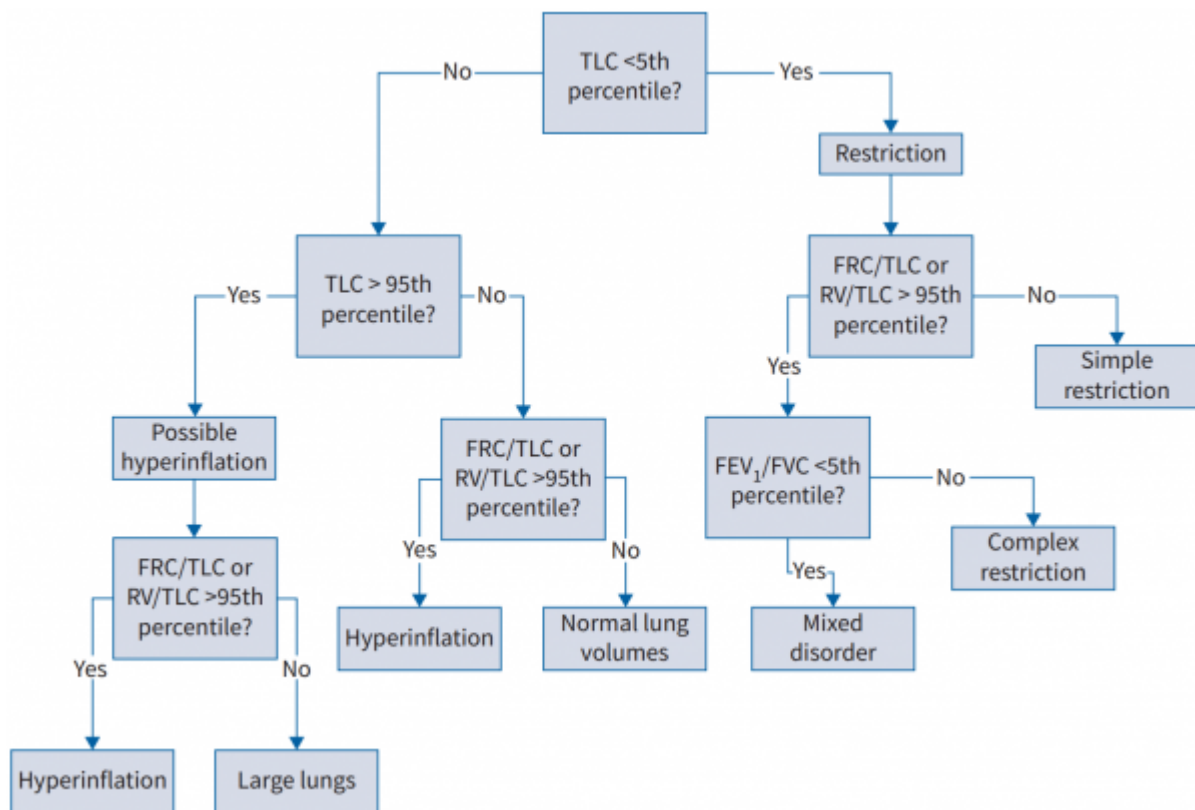 TLC <5th
percentile?
No
Yes
Restriction
TLC > 95th
percentile?
FRC/TLC or
RV/TLC > 95th
percentile?
Yes
No
No
Yes
Simple
restriction
Possible
hyperinflation
FRC/TLC or
RV/TLC >95th
percentile?
FEV₁/FVC <5th
percentile?
No
Yes
No
Yes
Complex
restriction
FRC/TLC or
RV/TLC >95th
percentile?
Hyperinflation
Normal lung
volumes
Mixed
disorder
Yes
No
Hyperinflation
Large lungs